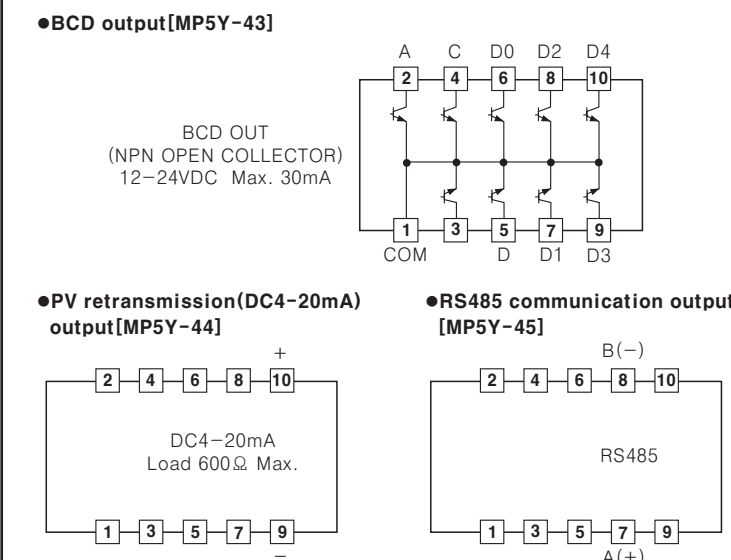 ●BCD output[MP5Y-43]
A C D0 D2 D4
2 4 6 8 10
BCD OUT
(NPN OPEN COLLECTOR)
12-24VDC Max. 30mA
1 3 5 7 9
COM D D1 D3
●PV retransmission(DC4-20mA)
output[MP5Y-44]
+
2 4 6 8 10
DC4-20mA
Load 600Ω Max.
1 3 5 7 9
-
●RS485 communication output
[MP5Y-45]
B(-)
2 4 6 8 10
RS485
1 3 5 7 9
A(+)